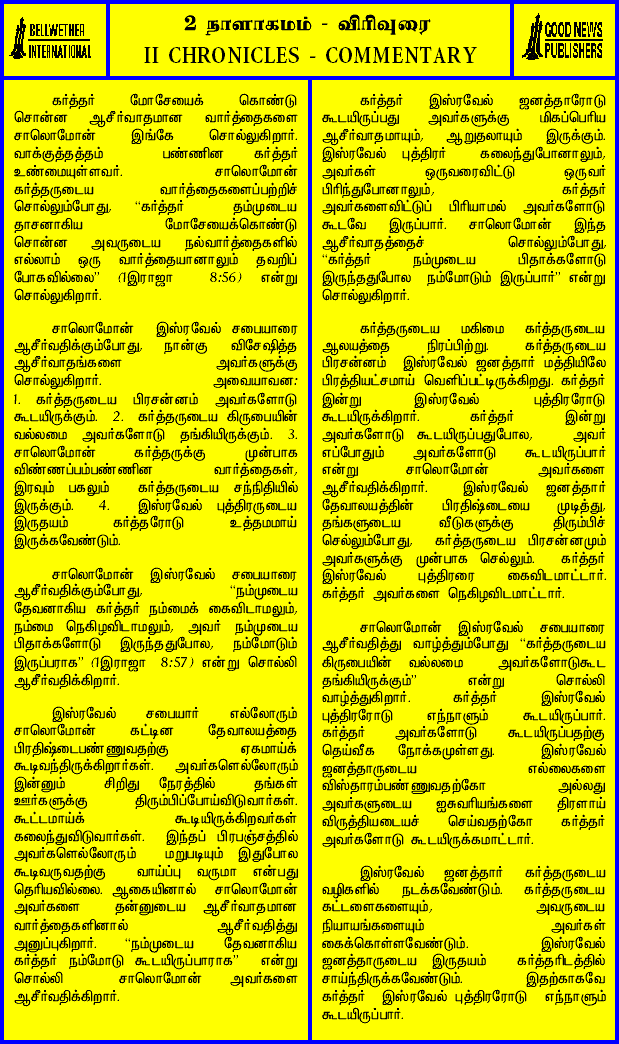 BELLWETHER
INTERNATIONAL
2 நாளாகமம் - விரிவுரை
II CHRONICLES - COMMENTARY
GOOD NEWS
PUBLISHERS
கர்த்தர் மோசேயைக் கொண்டு
சொன்ன ஆசீர்வாதமான வார்த்தைகளை
சாலொமோன் இங்கே சொல்லுகிறார்.
வாக்குத்தத்தம் பண்ணின கர்த்தர்
உண்மையுள்ளவர். சாலொமோன்
கர்த்தருடைய வார்த்தைகளைப்பற்றிச்
சொல்லும்போது, “கர்த்தர் தம்முடைய
தாசனாகிய மோசேயைக்கொண்டு
சொன்ன அவருடைய நல்வார்த்தைகளில்
எல்லாம் ஒரு வார்த்தையானாலும் தவறிப்
போகவில்லை” (1இராஜா 8:56) என்று
சொல்லுகிறார்.
சாலொமோன் இஸ்ரவேல் சபையாரை
ஆசீர்வதிக்கும்போது, நான்கு விசேஷித்த
ஆசீர்வாதங்களை அவர்களுக்கு
சொல்லுகிறார். அவையாவன:
1. கர்த்தருடைய பிரசன்னம் அவர்களோடு
கூடயிருக்கும். 2. கர்த்தருடைய கிருபையின்
வல்லமை அவர்களோடு தங்கியிருக்கும். 3.
சாலொமோன் கர்த்தருக்கு முன்பாக
விண்ணப்பம்பண்ணின வார்த்தைகள்,
இரவும் பகலும் கர்த்தருடைய சந்நிதியில்
இருக்கும். 4. இஸ்ரவேல் புத்திரருடைய
இருதயம் கர்த்தரோடு உத்தமமாய்
இருக்கவேண்டும்.
சாலொமோன் இஸ்ரவேல் சபையாரை
ஆசீர்வதிக்கும்போது, “நம்முடைய
தேவனாகிய கர்த்தர் நம்மைக் கைவிடாமலும்,
நம்மை நெகிழவிடாமலும், அவர் நம்முடைய
பிதாக்களோடு இருந்ததுபோல, நம்மோடும்
இருப்பராக” (1இராஜா 8:57) என்று சொல்லி
ஆசீர்வதிக்கிறார்.
இஸ்ரவேல் சபையார் எல்லோரும்
சாலொமோன் கட்டின தேவாலயத்தை
பிரதிஷ்டைபண்ணுவதற்கு ஏகமாய்க்
கூடிவந்திருக்கிறார்கள். அவர்களெல்லோரும்
இன்னும் சிறிது நேரத்தில் தங்கள்
ஊர்களுக்கு திரும்பிப்போய்விடுவார்கள்.
கூட்டமாய்க் கூடியிருக்கிறவர்கள்
கலைந்துவிடுவார்கள். இந்தப் பிரபஞ்சத்தில்
அவர்களெல்லோரும் மறுபடியும் இதுபோல
கூடிவருவதற்கு வாய்ப்பு வருமா என்பது
தெரியவில்லை. ஆகையினால் சாலொமோன்
அவர்களை தன்னுடைய ஆசீர்வாதமான
வார்த்தைகளினால் ஆசீர்வதித்து
அனுப்புகிறார். “நம்முடைய தேவனாகிய
கர்த்தர் நம்மோடு கூடயிருப்பாராக” என்று
சொல்லி சாலொமோன் அவர்களை
ஆசீர்வதிக்கிறார்.
கர்த்தர் இஸ்ரவேல் ஜனத்தாரோடு
கூடயிருப்பது அவர்களுக்கு மிகப்பெரிய
ஆசீர்வாதமாயும், ஆறுதலாயும் இருக்கும்.
இஸ்ரவேல் புத்திரர் கலைந்துபோனாலும்,
அவர்கள் ஒருவரைவிட்டு ஒருவர்
பிரிந்துபோனாலும், கர்த்தர்
அவர்களைவிட்டுப் பிரியாமல் அவர்களோடு
கூடவே இருப்பார். சாலொமோன் இந்த
ஆசீர்வாதத்தைச் சொல்லும்போது,
“கர்த்தர் நம்முடைய பிதாக்களோடு
இருந்ததுபோல நம்மோடும் இருப்பார்” என்று
சொல்லுகிறார்.
கர்த்தருடைய மகிமை கர்த்தருடைய
ஆலயத்தை நிரப்பிற்று. கர்த்தருடைய
பிரசன்னம் இஸ்ரவேல் ஜனத்தார் மத்தியிலே
பிரத்தியட்சமாய் வெளிப்பட்டிருக்கிறது. கர்த்தர்
இன்று இஸ்ரவேல் புத்திரரோடு
கூடயிருக்கிறார். கர்த்தர் இன்று
அவர்களோடு கூடயிருப்பதுபோல, அவர்
எப்போதும் அவர்களோடு கூடயிருப்பார்
என்று சாலொமோன் அவர்களை
ஆசீர்வதிக்கிறார். இஸ்ரவேல் ஜனத்தார்
தேவாலயத்தின் பிரதிஷ்டையை முடித்து,
தங்களுடைய வீடுகளுக்கு திரும்பிச்
செல்லும்போது, கர்த்தருடைய பிரசன்னமும்
அவர்களுக்கு முன்பாக செல்லும். கர்த்தர்
இஸ்ரவேல் புத்திரரை கைவிடமாட்டார்.
கர்த்தர் அவர்களை நெகிழவிடமாட்டார்.
சாலொமோன் இஸ்ரவேல் சபையாரை
ஆசீர்வதித்து வாழ்த்தும்போது “கர்த்தருடைய
கிருபையின் வல்லமை அவர்களோடுகூட
தங்கியிருக்கும்” என்று சொல்லி
வாழ்த்துகிறார். கர்த்தர் இஸ்ரவேல்
புத்திரரோடு எந்நாளும் கூடயிருப்பார்.
கர்த்தர் அவர்களோடு கூடயிருப்பதற்கு
தெய்வீக நோக்கமுள்ளது. இஸ்ரவேல்
ஜனத்தாருடைய எல்லைகளை
விஸ்தாரம்பண்ணுவதற்கோ அல்லது
அவர்களுடைய ஐசுவரியங்களை திரளாய்
விருத்தியடையச் செய்வதற்கோ கர்த்தர்
அவர்களோடு கூடயிருக்கமாட்டார்.
இஸ்ரவேல் ஜனத்தார் கர்த்தருடைய
வழிகளில் நடக்கவேண்டும். கர்த்தருடைய
கட்டளைகளையும், அவருடைய
நியாயங்களையும் அவர்கள்
கைக்கொள்ளவேண்டும். இஸ்ரவேல்
ஜனத்தாருடைய இருதயம் கர்த்தரிடத்தில்
சாய்ந்திருக்கவேண்டும். இதற்காகவே
கர்த்தர் இஸ்ரவேல் புத்திரரோடு எந்நாளும்
கூடயிருப்பார்.